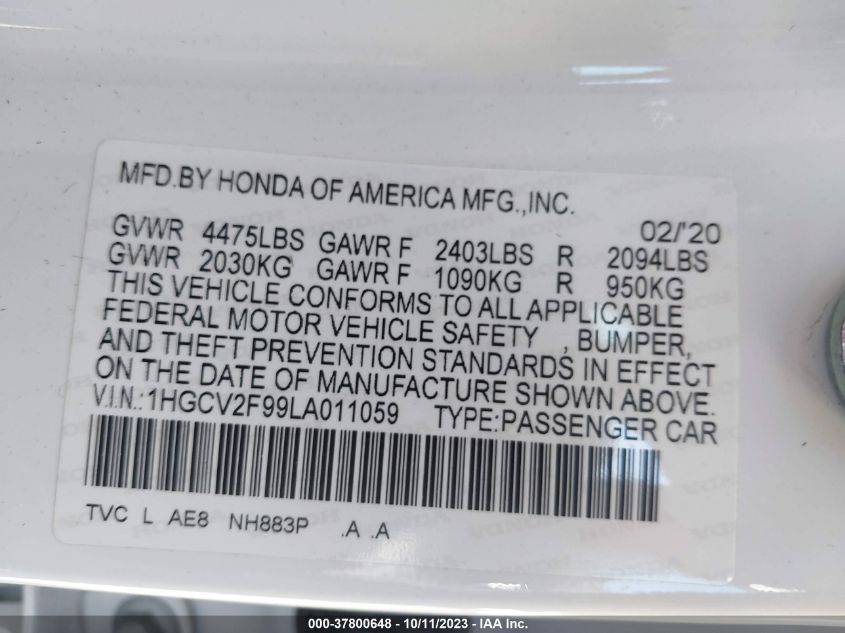 MFD.BY HONDA OF AMERICA MFG.,INC.
02/'20
GVWR 4475LBS GAWR F 2403LBS R 2094LBS
GVWR 2030KG GAWR F 1090KG R 950KG
THIS VEHICLE CONFORMS TO ALL APPLICABLE
FEDERAL MOTOR VEHICLE SAFETY , BUMPER,
AND THEFT PREVENTION STANDARDS IN EFFECT
ON THE DATE OF MANUFACTURE SHOWN ABOVE.
V.I.N.:1HGCV2F99LA011059 TYPE:PASSENGER CAR
TVC L AE8 NH883P .A .A
000-37800648 - 10/11/2023 - IAA Inc.